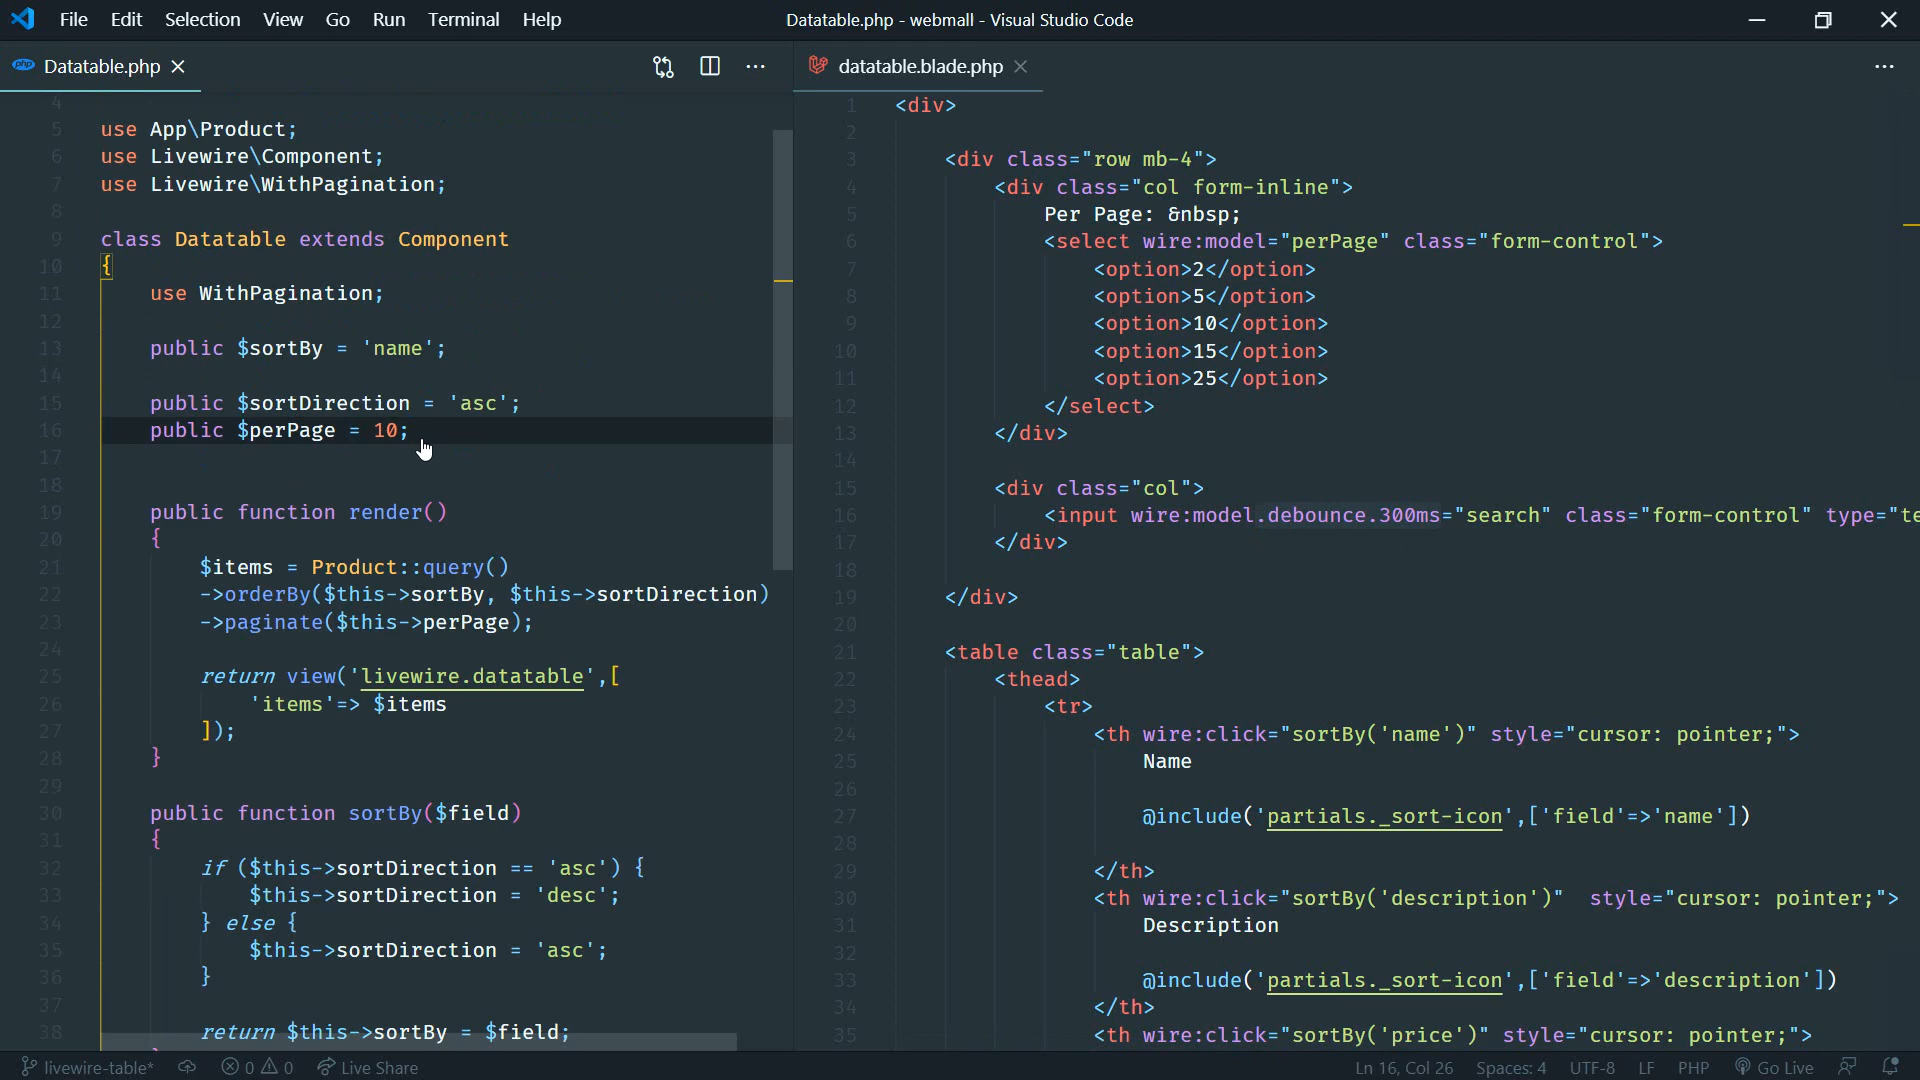 File Edit Selection View Go Run Terminal Help
Datatable.php - webmall - Visual Studio Code
php Datatable.php
4
5 use App\Product;
6 use Livewire\Component;
7 use Livewire\WithPagination;
8
9 class Datatable extends Component
10 {
11 use WithPagination;
12
13 public $sortBy = 'name';
14
15 public $sortDirection = 'asc';
16 public $perPage = 10;
17
18
19 public function render()
20 {
21 $items = Product::query()
22 ->orderBy($this->sortBy, $this->sortDirection)
23 ->paginate($this->perPage);
24
25 return view('livewire.datatable',[
26 'items'=> $items
27 ]);
28 }
29
30 public function sortBy($field)
31 {
32 if ($this->sortDirection == 'asc') {
33 $this->sortDirection = 'desc';
34 } else {
35 $this->sortDirection = 'asc';
36 }
37
38 return $this->sortBy = $field;
datatable.blade.php
1 <div>
2
3 <div class="row mb-4">
4 <div class="col form-inline">
5 Per Page: &nbsp;
6 <select wire:model="perPage" class="form-control">
7 <option>2</option>
8 <option>5</option>
9 <option>10</option>
10 <option>15</option>
11 <option>25</option>
12 </select>
13 </div>
14
15 <div class="col">
16 <input wire:model.debounce.300ms="search" class="form-control" type="te
17 </div>
18
19 </div>
20
21 <table class="table">
22 <thead>
23 <tr>
24 <th wire:click="sortBy('name')" style="cursor: pointer;">
25 Name
26
27 @include('partials._sort-icon',['field'=>'name'])
28
29 </th>
30 <th wire:click="sortBy('description')" style="cursor: pointer;">
31 Description
32
33 @include('partials._sort-icon',['field'=>'description'])
34 </th>
35 <th wire:click="sortBy('price')" style="cursor: pointer;">
livewire-table* 0 0 Live Share
Ln 16, Col 26 Spaces: 4 UTF-8 LF PHP Go Live